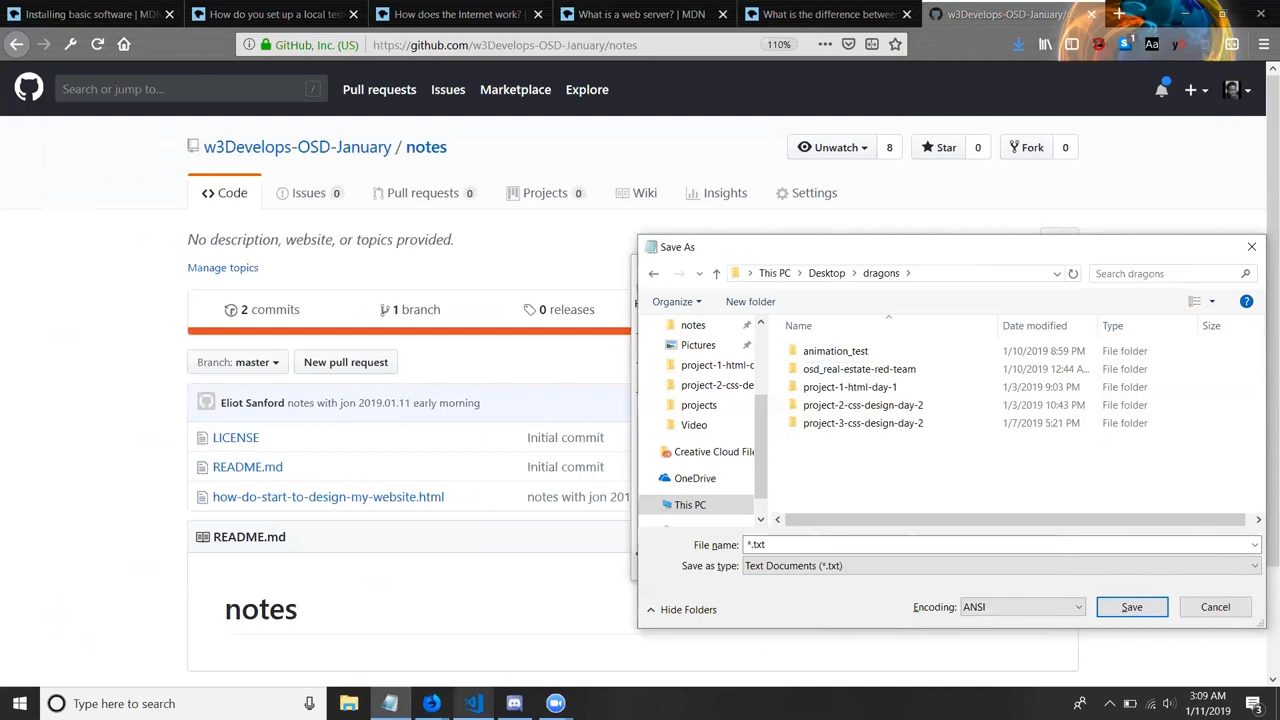 Installing basic software | MDN
How do you set up a local test
How does the Internet work? |
What is a web server? | MDN
What is the difference between
w3Develops-OSD-January/no
GitHub, Inc. (US)
https://github.com/w3Develops-OSD-January/notes
110%
Search or jump to...
/
Pull requests
Issues
Marketplace
Explore
w3Develops-OSD-January / notes
Unwatch
8
Star
0
Fork
0
Code
Issues 0
Pull requests 0
Projects 0
Wiki
Insights
Settings
No description, website, or topics provided.
Manage topics
2 commits
1 branch
0 releases
Branch: master
New pull request
Eliot Sanford notes with jon 2019.01.11 early morning
LICENSE
Initial commit
README.md
Initial commit
how-do-start-to-design-my-website.html
notes with jon 201
README.md
notes
Save As
This PC
Desktop
dragons
Search dragons
Organize
New folder
notes
Pictures
project-1-html-c
project-2-css-de
projects
Video
Creative Cloud File
OneDrive
This PC
Name
Date modified
Type
Size
animation_test
1/10/2019 8:59 PM
File folder
osd_real-estate-red-team
1/10/2019 12:44 A...
File folder
project-1-html-day-1
1/3/2019 9:03 PM
File folder
project-2-css-design-day-2
1/3/2019 10:43 PM
File folder
project-3-css-design-day-2
1/7/2019 5:21 PM
File folder
File name:
*.txt
Save as type:
Text Documents (*.txt)
Hide Folders
Encoding:
ANSI
Save
Cancel
Type here to search
3:09 AM
1/11/2019
3